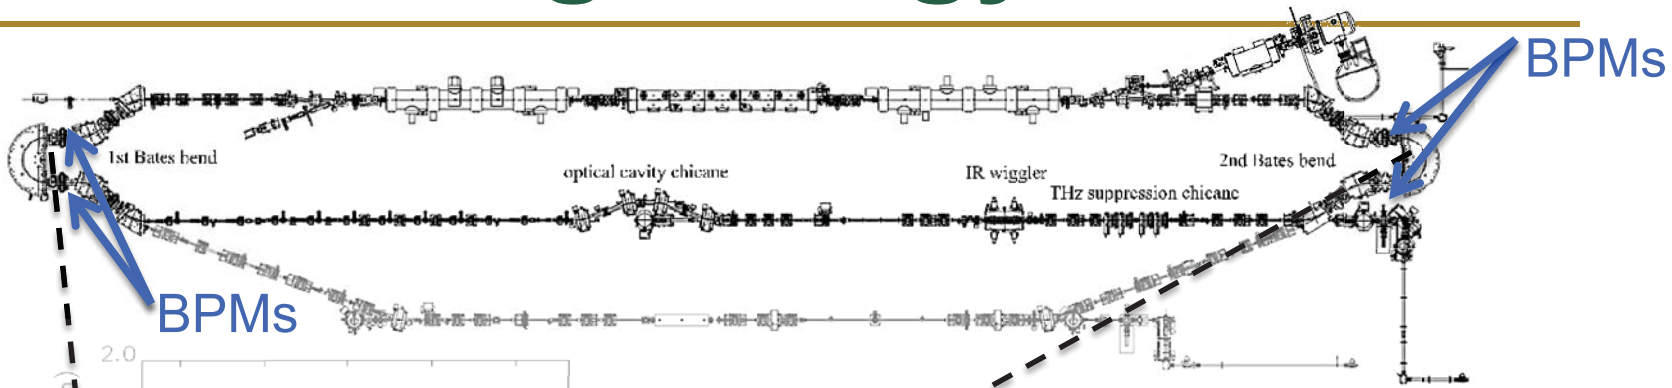 BPMs
1st Bates bend
2nd Bates bend
optical cavity chicane
IR wiggler
THz suppression chicane
BPMs
2.0